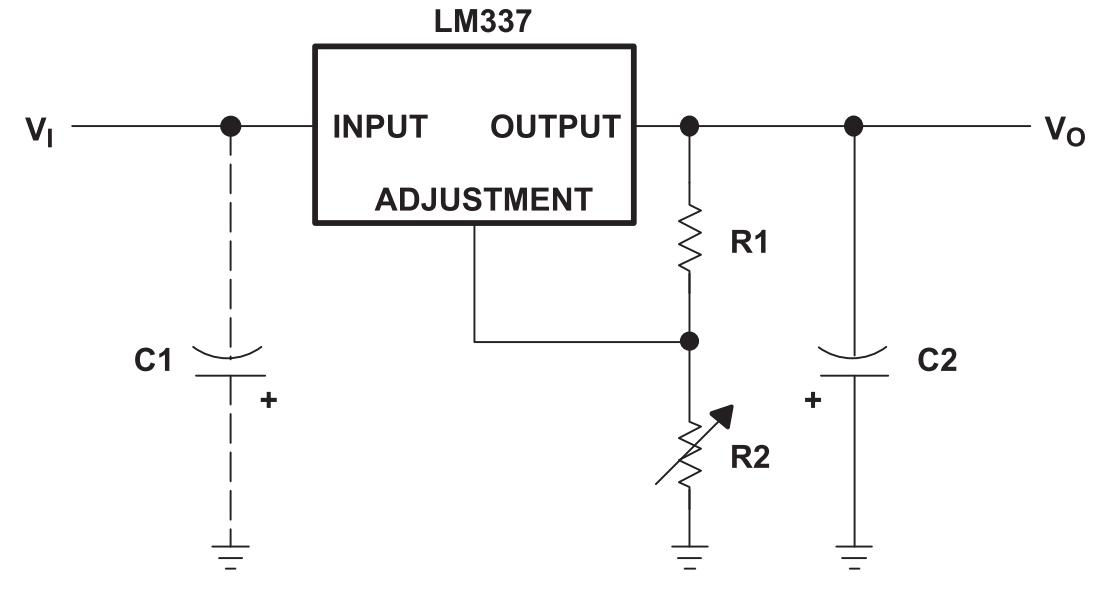 LM337
VI
INPUT
OUTPUT
VO
ADJUSTMENT
R1
C1
+
C2
+
R2